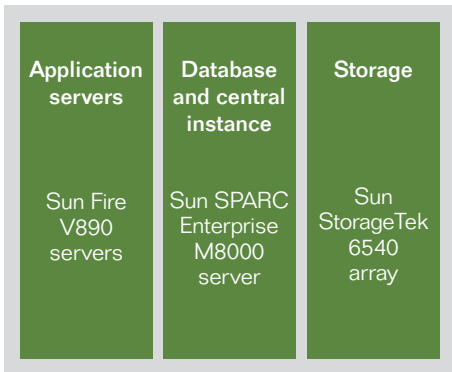 Application
servers
Database
and central
instance
Storage
Sun Fire
V890
servers
Sun SPARC
Enterprise
M8000
server
Sun
StorageTek
6540
array